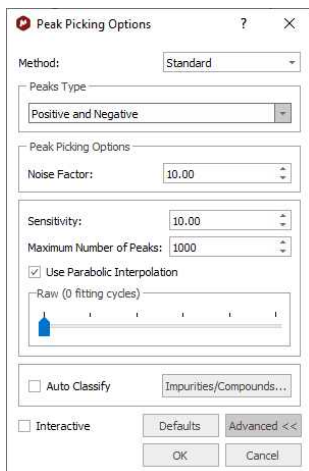 Peak Picking Options ?
Method: Standard
Peaks Type
Positive and Negative
Peak Picking Options
Noise Factor: 10.00
Sensitivity: 10.00
Maximum Number of Peaks: 1000
Use Parabolic Interpolation
Raw (0 fitting cycles)
Auto Classify Impurities/Compounds...
Interactive Defaults Advanced <<
OK Cancel